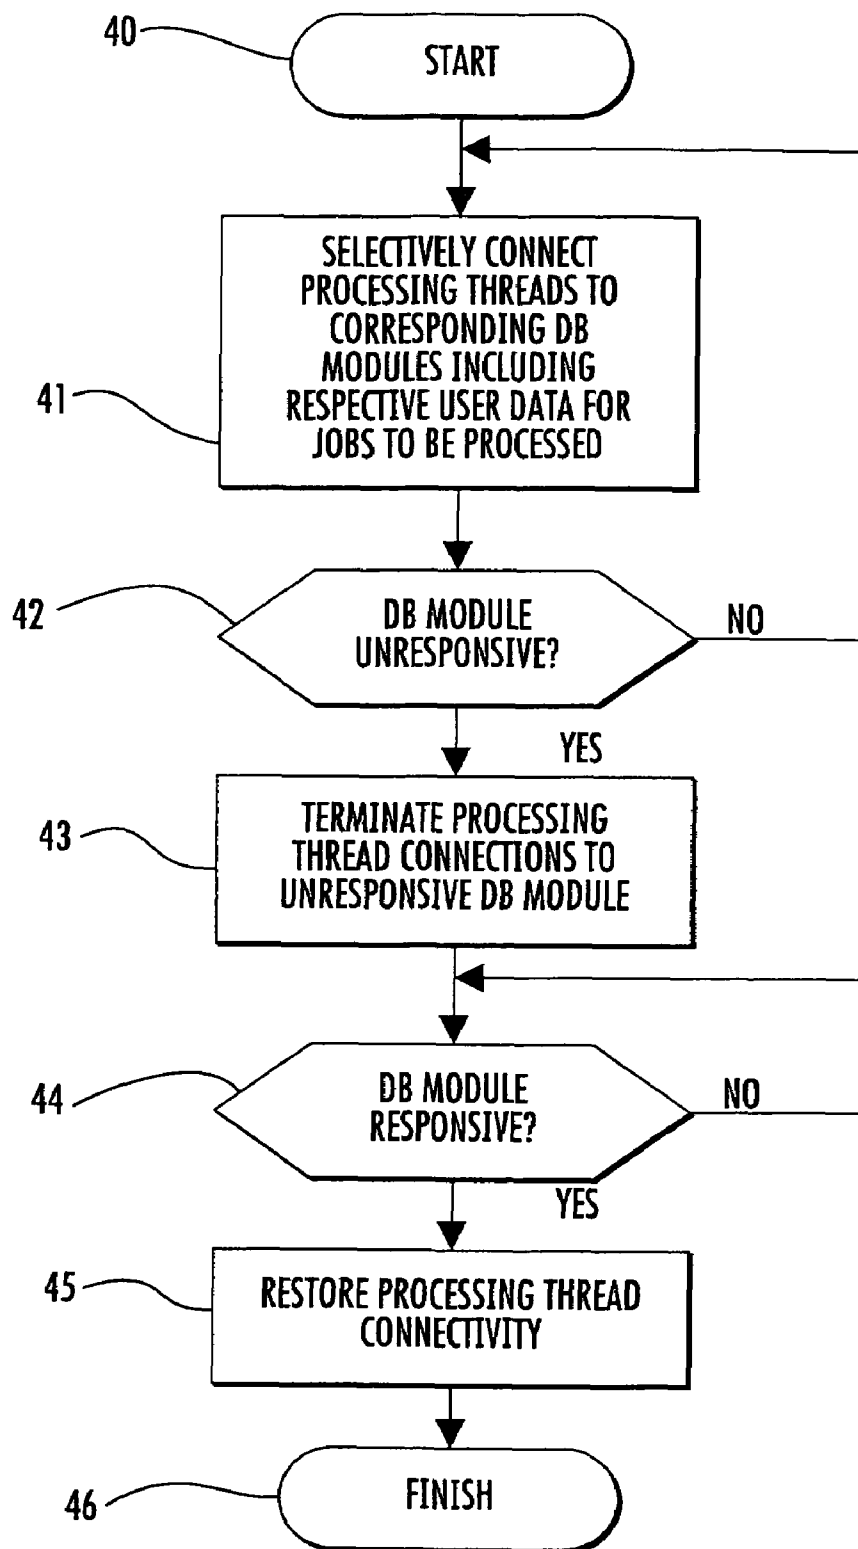 40
START
SELECTIVELY CONNECT
PROCESSING THREADS TO
CORRESPONDING DB
MODULES INCLUDING
RESPECTIVE USER DATA FOR
JOBS TO BE PROCESSED
41
42
DB MODULE
UNRESPONSIVE?
NO
YES
43
TERMINATE PROCESSING
THREAD CONNECTIONS TO
UNRESPONSIVE DB MODULE
44
DB MODULE
RESPONSIVE?
NO
YES
45
RESTORE PROCESSING THREAD
CONNECTIVITY
46
FINISH